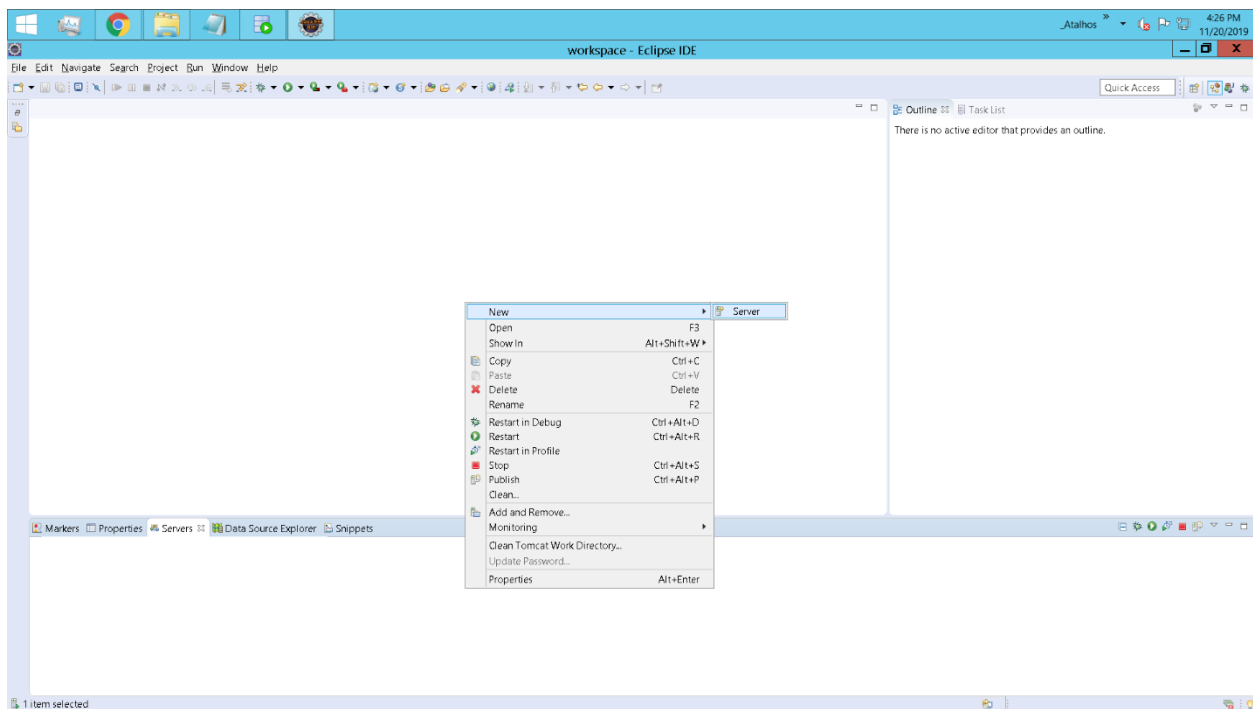 _Atalhos
»
4:26 PM
11/20/2019
workspace - Eclipse IDE
File Edit Navigate Search Project Run Window Help
Quick Access
Outline Task List
There is no active editor that provides an outline.
New
Server
Open F3
Show In Alt+Shift+W
Copy Ctrl+C
Paste Ctrl+V
Delete Delete
Rename F2
Restart in Debug Ctrl+Alt+D
Restart Ctrl+Alt+R
Restart in Profile
Stop Ctrl+Alt+S
Publish Ctrl+Alt+P
Clean...
Add and Remove...
Monitoring
Clean Tomcat Work Directory...
Update Password...
Properties Alt+Enter
Markers Properties Servers Data Source Explorer Snippets
1 item selected